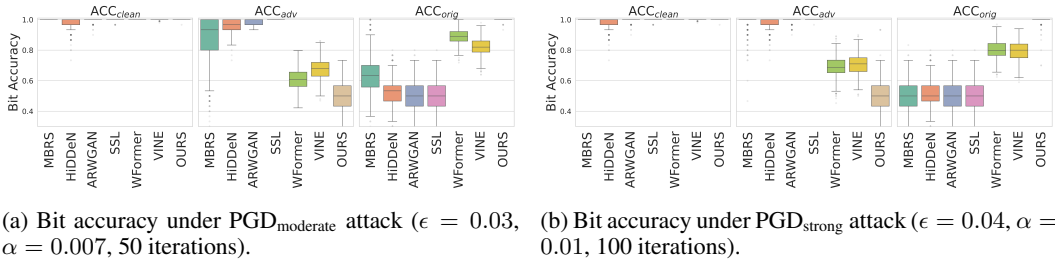 ACC_clean ACC_adv ACC_orig
Bit Accuracy
1.0
0.8
0.6
0.4
MBRS HiDDeN ARWGAN SSL WFormer VINE OURS MBRS HiDDeN ARWGAN SSL WFormer VINE OURS MBRS HiDDeN ARWGAN SSL WFormer VINE OURS
(a) Bit accuracy under PGD_moderate attack (ϵ = 0.03,
α = 0.007, 50 iterations).
ACC_clean ACC_adv ACC_orig
Bit Accuracy
1.0
0.8
0.6
0.4
MBRS HiDDeN ARWGAN SSL WFormer VINE OURS MBRS HiDDeN ARWGAN SSL WFormer VINE OURS MBRS HiDDeN ARWGAN SSL WFormer VINE OURS
(b) Bit accuracy under PGD_strong attack (ϵ = 0.04, α =
0.01, 100 iterations).